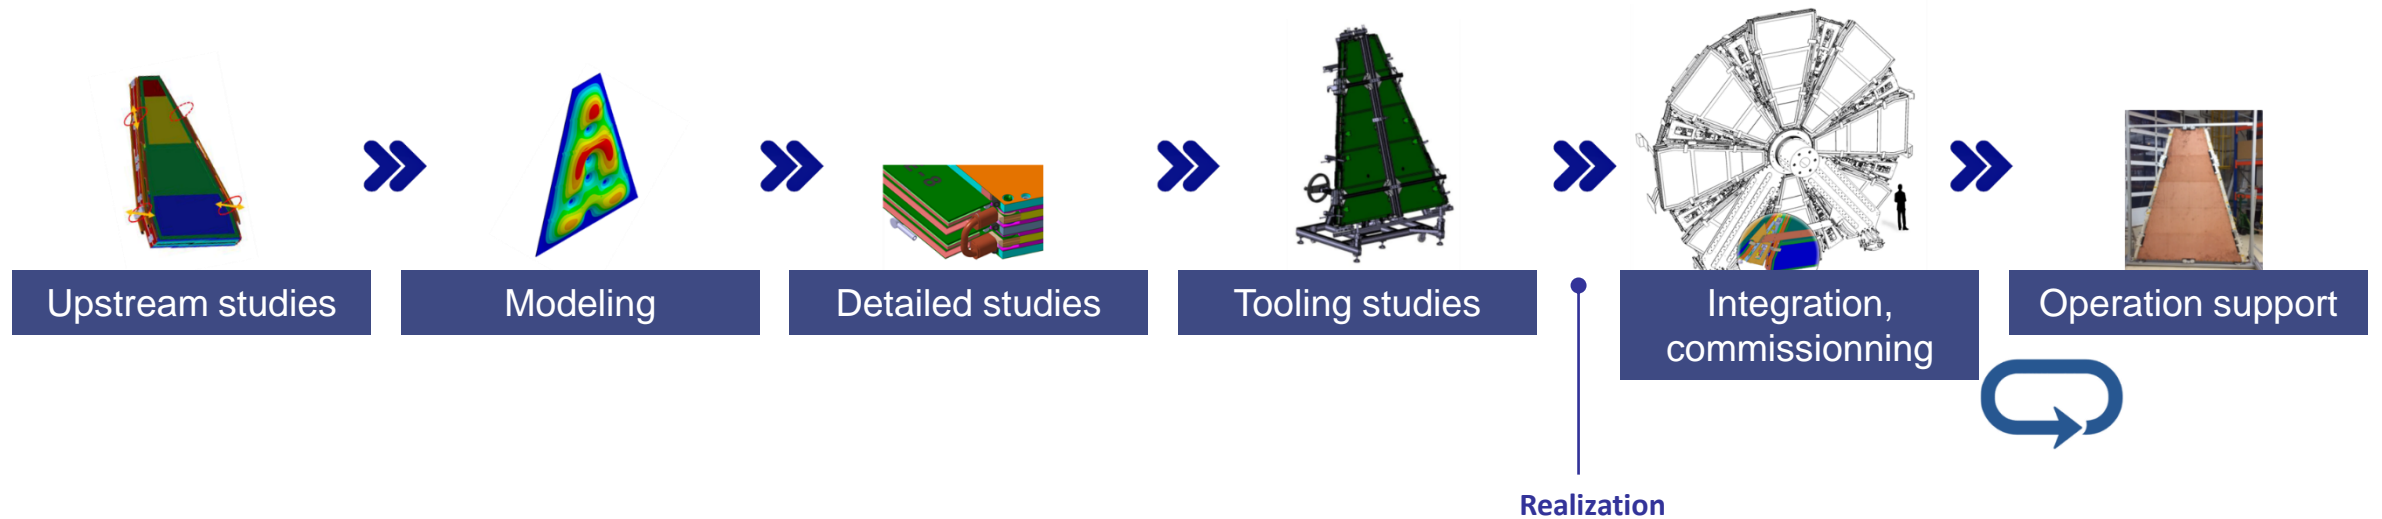 Upstream studies
Modeling
Detailed studies
Tooling studies
Integration,
commissionning
Operation support
Realization